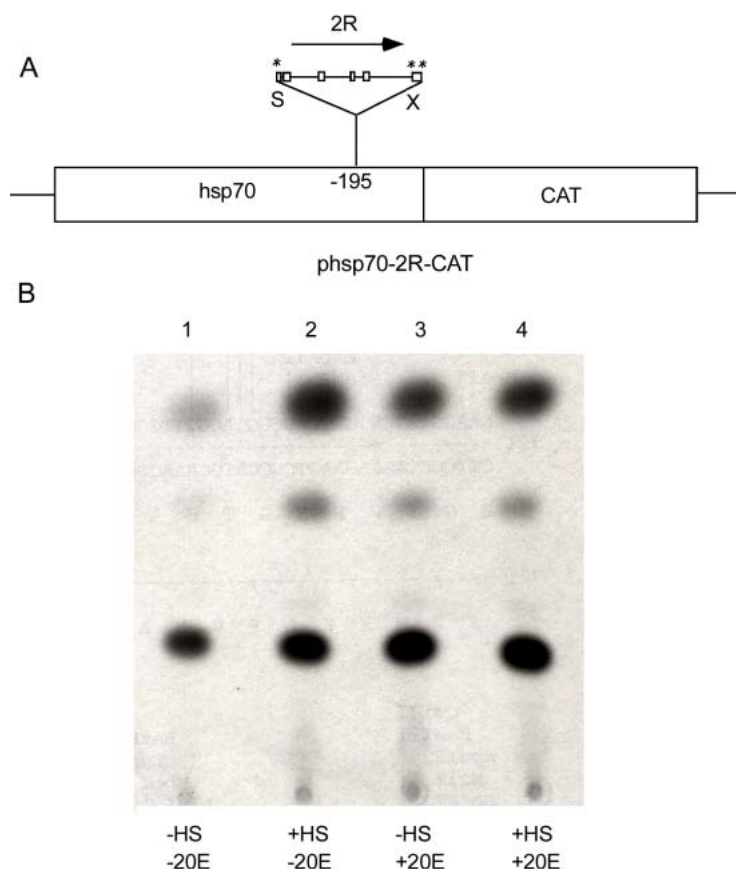 2R
A
* **
S X
-195
hsp70 CAT
phsp70-2R-CAT
B
1 2 3 4
-HS +HS -HS +HS
-20E -20E +20E +20E